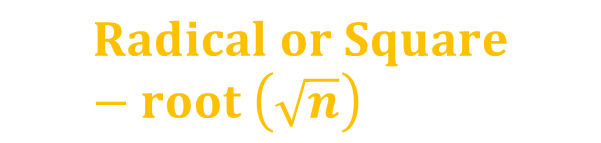 Radical or Square
− root (√n)